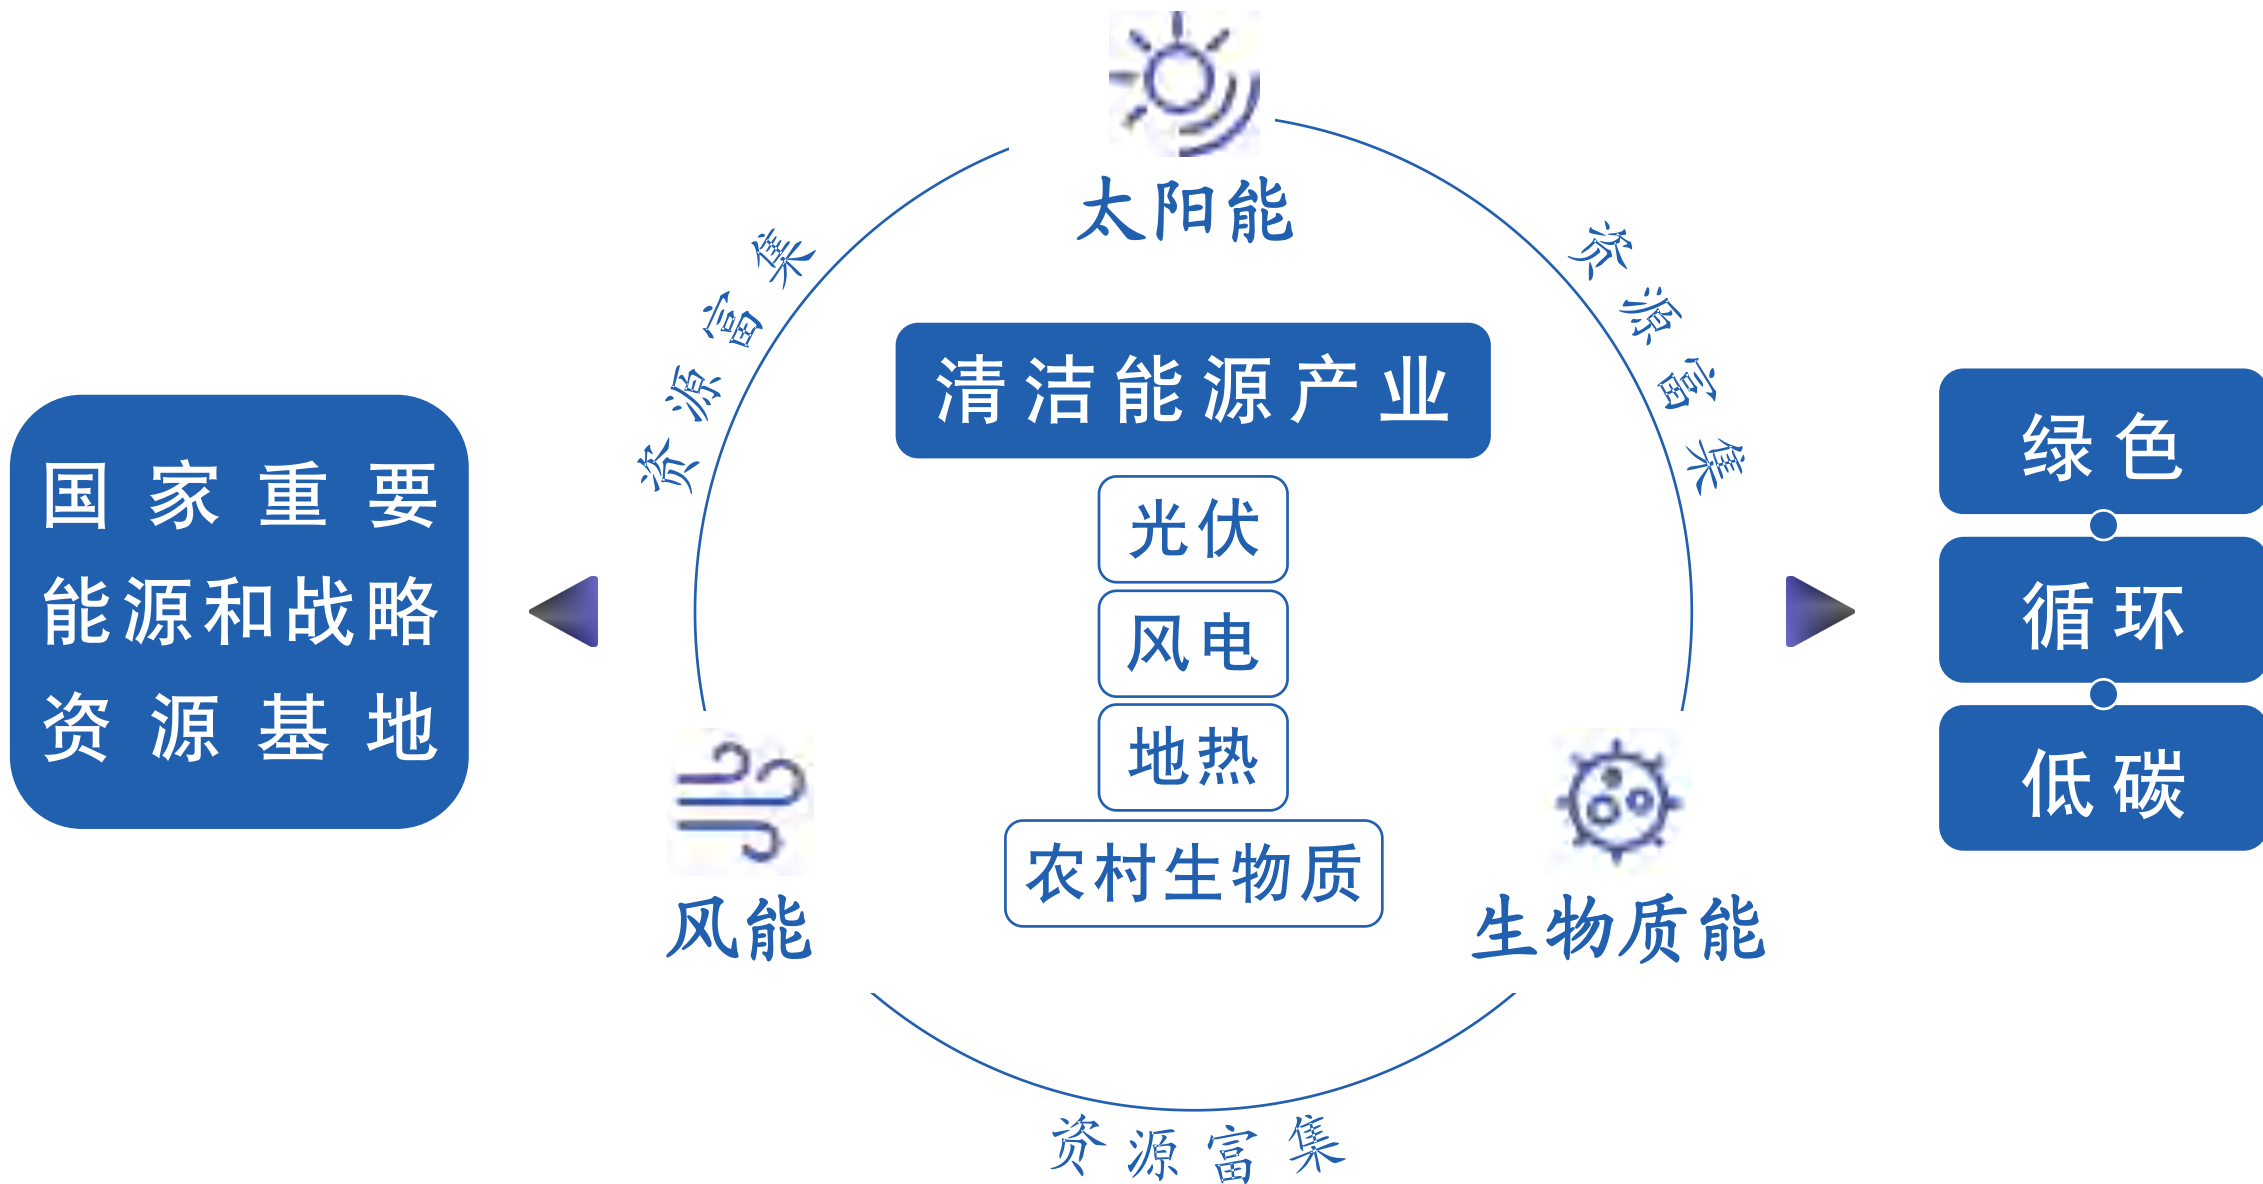 太阳能
资源富集
资源富集
清洁能源产业
国家重要
能源和战略
资源基地
光伏
风电
地热
农村生物质
绿色
循环
低碳
风能
生物质能
资源富集